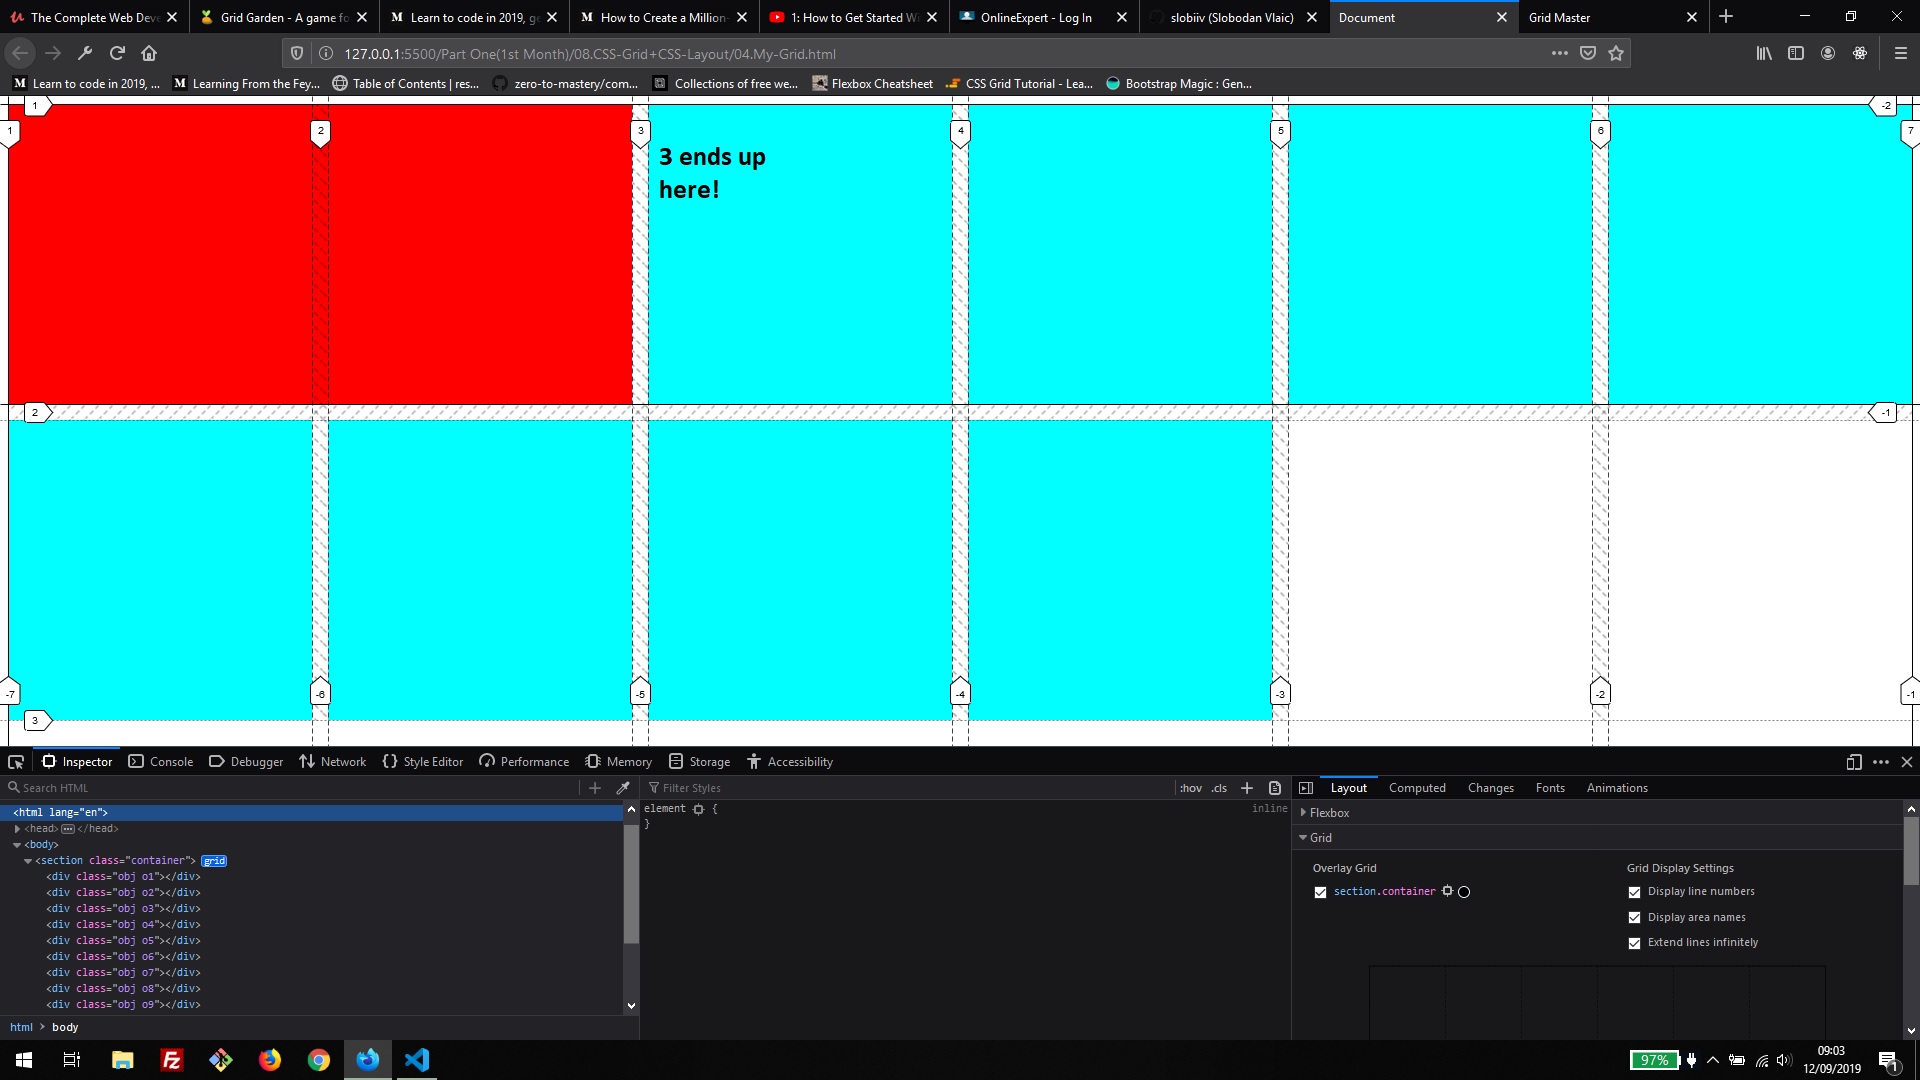 The Complete Web Deve
Grid Garden - A game fo
Learn to code in 2019, ge
How to Create a Million-
1: How to Get Started Wi
OnlineExpert - Log In
slobiiv (Slobodan Vlaic)
Document
Grid Master
127.0.0.1:5500/Part One(1st Month)/08.CSS-Grid+CSS-Layout/04.My-Grid.html
Learn to code in 2019, ...
Learning From the Fey...
Table of Contents | res...
zero-to-mastery/com...
Collections of free we...
Flexbox Cheatsheet
CSS Grid Tutorial - Lea...
Bootstrap Magic : Gen...
1
-2
1
2
3
4
5
6
7
3 ends up
here!
2
-1
-7
-6
-5
-4
-3
-2
-1
3
Inspector
Console
Debugger
Network
Style Editor
Performance
Memory
Storage
Accessibility
Search HTML
Filter Styles
:hov
.cls
Layout
Computed
Changes
Fonts
Animations
<html lang="en">
<head> </head>
<body>
<section class="container"> grid
<div class="obj o1"></div>
<div class="obj o2"></div>
<div class="obj o3"></div>
<div class="obj o4"></div>
<div class="obj o5"></div>
<div class="obj o6"></div>
<div class="obj o7"></div>
<div class="obj o8"></div>
<div class="obj o9"></div>
html > body
element {
inline
}
Flexbox
Grid
Overlay Grid
section.container
Grid Display Settings
Display line numbers
Display area names
Extend lines infinitely
97%
09:03
12/09/2019
1